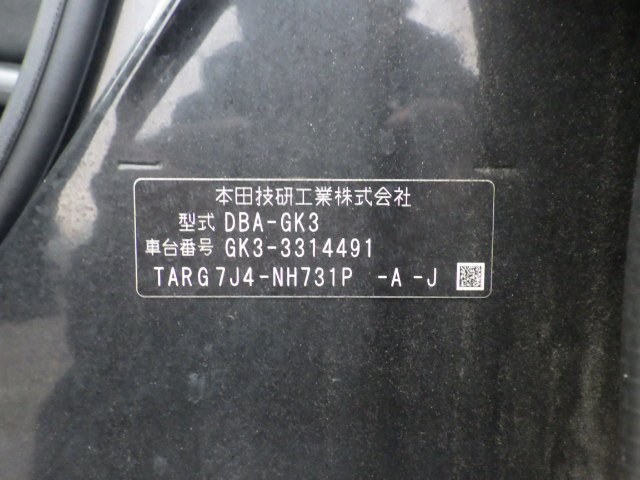 本田技研工業株式会社
型式 DBA-GK3
車台番号 GK3-3314491
TARG7J4-NH731P -A -J